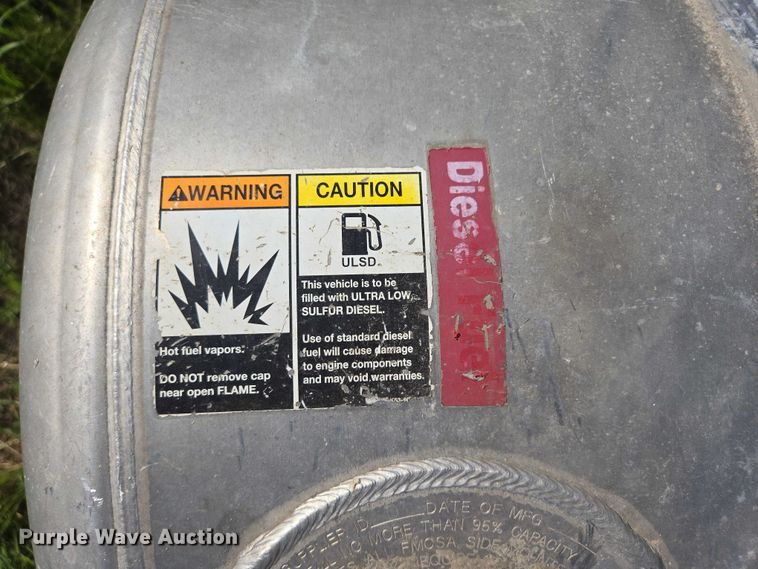 WARNING
Hot fuel vapors.
DO NOT remove cap
near open FLAME.
CAUTION
ULSD
This vehicle is to be
filled with ULTRA LOW
SULFUR DIESEL.
Use of standard diesel
fuel will cause damage
to engine components
and may void warranties.
Diesel
DATE OF MFG
NO MORE THAN 95% CAPACITY
FMCSA SIDE
Purple Wave Auction